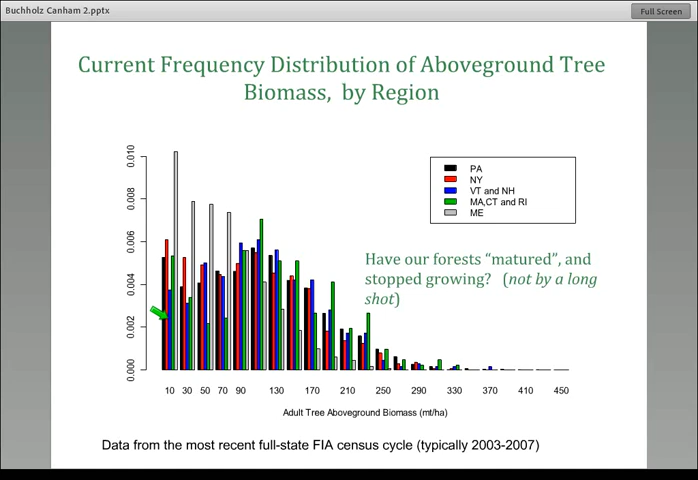 Buchholz Canham 2.pptx
Full Screen
Current Frequency Distribution of Aboveground Tree
Biomass, by Region
0.010
0.008
0.006
0.004
0.002
0.000
PA
NY
VT and NH
MA,CT and RI
ME
Have our forests “matured”, and
stopped growing? (not by a long
shot)
10 30 50 70 90 130 170 210 250 290 330 370 410 450
Adult Tree Aboveground Biomass (mt/ha)
Data from the most recent full-state FIA census cycle (typically 2003-2007)